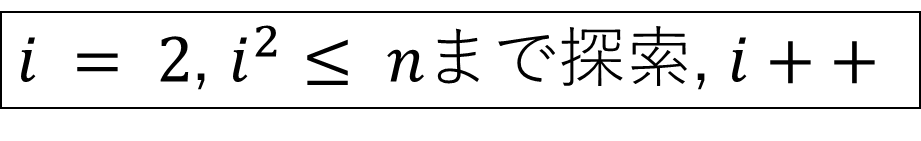 i = 2, i² ≤ nまで探索, i + +